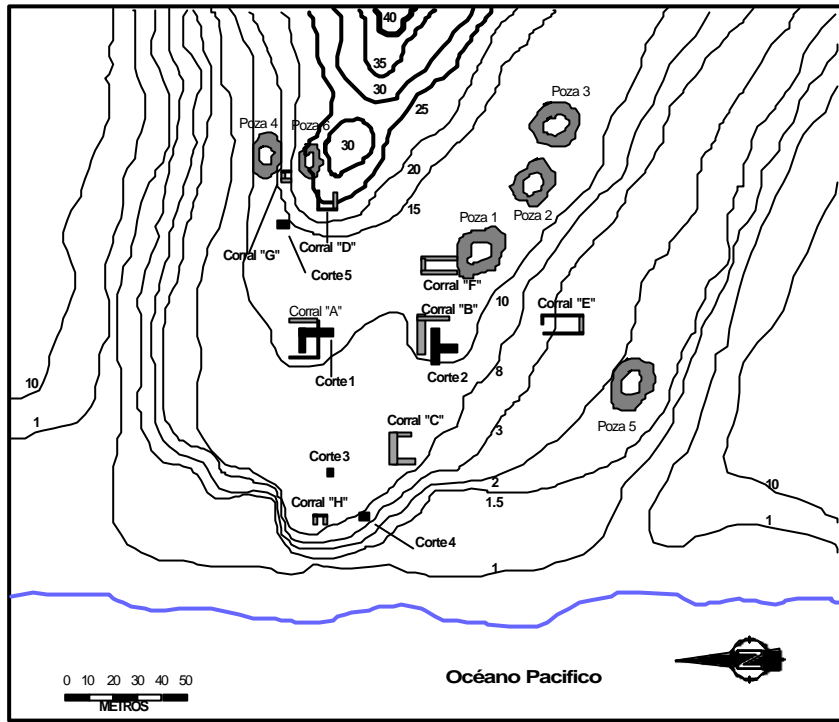 40
35
30
25
30
20
15
Poza 4
Poza 6
Poza 3
Poza 2
Poza 1
Corral "G"
Corral "D"
Corte 5
Corral "F"
10
Corral "A"
Corral "B"
Corral "E"
Corte 1
Corte 2
8
Poza 5
10
1
Corral "C"
3
Corte 3
2
1.5
Corral "H"
Corte 4
10
1
1
Océano Pacifico
0 10 20 30 40 50
METROS